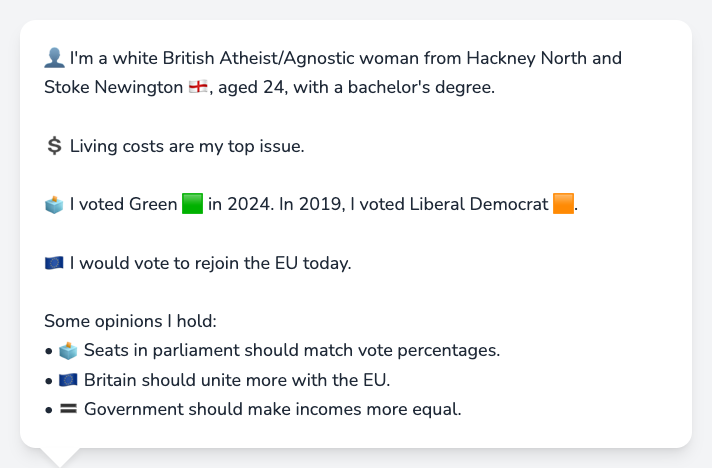 👤 I'm a white British Atheist/Agnostic woman from Hackney North and
Stoke Newington 🏴󠁧󠁢󠁥󠁮󠁧󠁿, aged 24, with a bachelor's degree.
💲 Living costs are my top issue.
🗳️ I voted Green 🟩 in 2024. In 2019, I voted Liberal Democrat 🟧.
🇪🇺 I would vote to rejoin the EU today.
Some opinions I hold:
• 🗳️ Seats in parliament should match vote percentages.
• 🇪🇺 Britain should unite more with the EU.
• 🟰 Government should make incomes more equal.